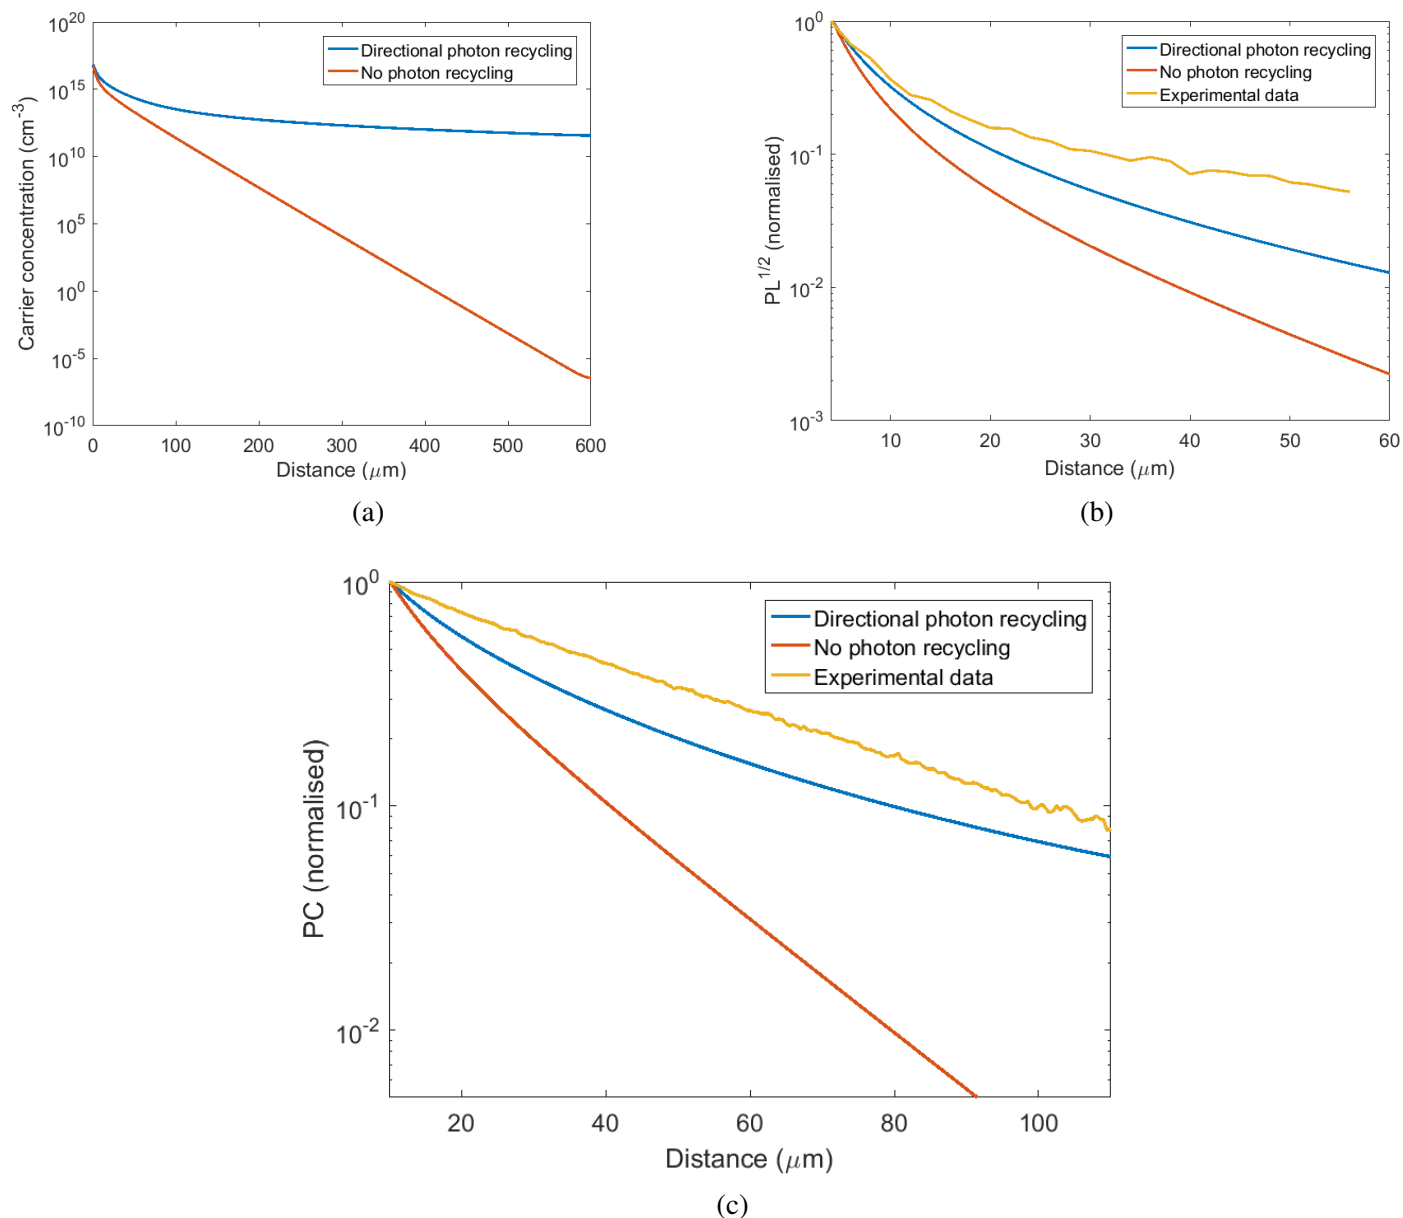 10^20
10^15
10^10
10^5
10^0
10^-5
10^-10
Carrier concentration (cm^-3)
Directional photon recycling
No photon recycling
0 100 200 300 400 500 600
Distance (μm)
(a)
10^0
10^-1
10^-2
10^-3
PL^1/2 (normalised)
Directional photon recycling
No photon recycling
Experimental data
10 20 30 40 50 60
Distance (μm)
(b)
10^0
10^-1
10^-2
PC (normalised)
Directional photon recycling
No photon recycling
Experimental data
20 40 60 80 100
Distance (μm)
(c)